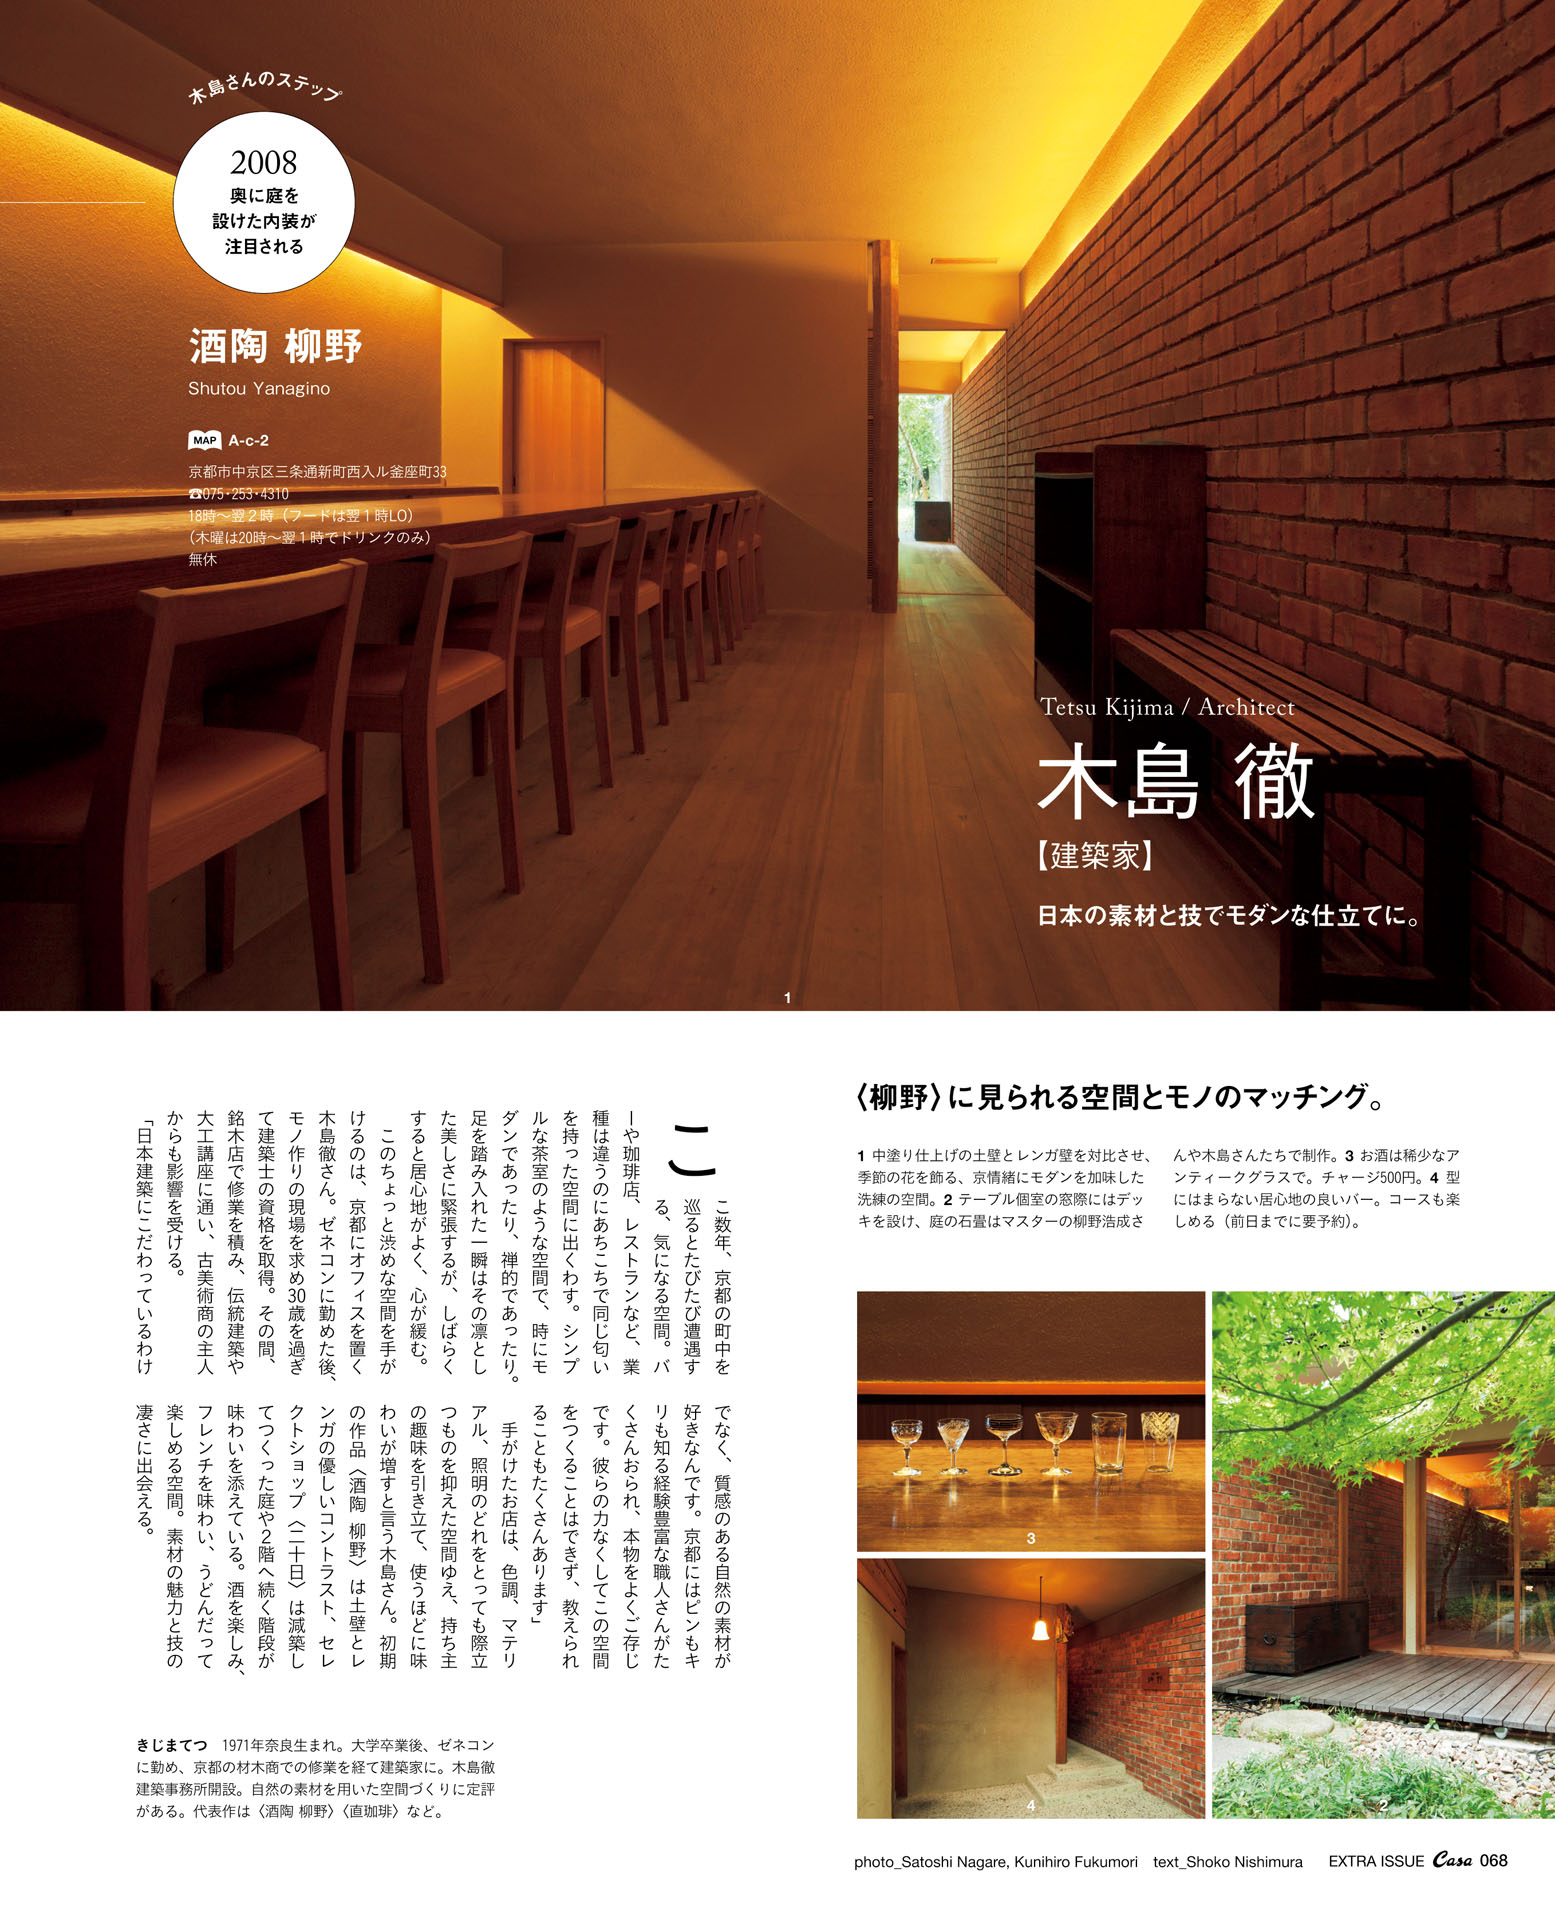 木島さんのステップ
2008
奥に庭を
設けた内装が
注目される
酒陶 柳野
Shutou Yanagino
MAP A-c-2
京都市中京区三条通新町西入ル釜座町33
☎075·253·4310
18時〜翌2時（フードは翌1時LO）
（木曜は20時〜翌1時でドリンクのみ）
無休
Tetsu Kijima / Architect
木島 徹
【建築家】
日本の素材と技でモダンな仕立てに。
1
こ
こ数年、京都の町中を
巡るとたびたび遭遇す
る、気になる空間。バ
ーや珈琲店、レストランなど、業
種は違うのにあちこちで同じ匂い
を持った空間に出くわす。シンプ
ルな茶室のような空間で、時にモ
ダンであったり、禅的であったり。
足を踏み入れた一瞬はその凛とし
た美しさに緊張するが、しばらく
すると居心地がよく、心が緩む。
このちょっと渋めな空間を手が
けるのは、京都にオフィスを置く
木島徹さん。ゼネコンに勤めた後、
モノ作りの現場を求め30歳を過ぎ
て建築士の資格を取得。その間、
銘木店で修業を積み、伝統建築や
大工講座に通い、古美術商の主人
からも影響を受ける。
「日本建築にこだわっているわけ
でなく、質感のある自然の素材が
好きなんです。京都にはピンもキ
リも知る経験豊富な職人さんがた
くさんおられ、本物をよくご存じ
です。彼らの力なくしてこの空間
をつくることはできず、教えられ
ることもたくさんあります」
手がけたお店は、色調、マテリ
アル、照明のどれをとっても際立
つものを抑えた空間ゆえ、持ち主
の趣味を引き立て、使うほどに味
わいが増すと言う木島さん。初期
の作品〈酒陶 柳野〉は土壁とレ
ンガの優しいコントラスト、セレ
クトショップ〈二十日〉は減築し
てつくった庭や2階へ続く階段が
味わいを添えている。酒を楽しみ、
フレンチを味わい、うどんだって
楽しめる空間。素材の魅力と技の
凄さに出会える。
きじまてつ　1971年奈良生まれ。大学卒業後、ゼネコン
に勤め、京都の材木商での修業を経て建築家に。木島徹
建築事務所開設。自然の素材を用いた空間づくりに定評
がある。代表作は〈酒陶 柳野〉〈直珈琲〉など。
〈柳野〉に見られる空間とモノのマッチング。
1 中塗り仕上げの土壁とレンガ壁を対比させ、
季節の花を飾る、京情緒にモダンを加味した
洗練の空間。2 テーブル個室の窓際にはデッ
キを設け、庭の石畳はマスターの柳野浩成さ
んや木島さんたちで制作。3 お酒は稀少なア
ンティークグラスで。チャージ500円。4 型
にはまらない居心地の良いバー。コースも楽
しめる（前日までに要予約）。
3
4
2
photo_Satoshi Nagare, Kunihiro Fukumori　text_Shoko Nishimura　EXTRA ISSUE Casa 068